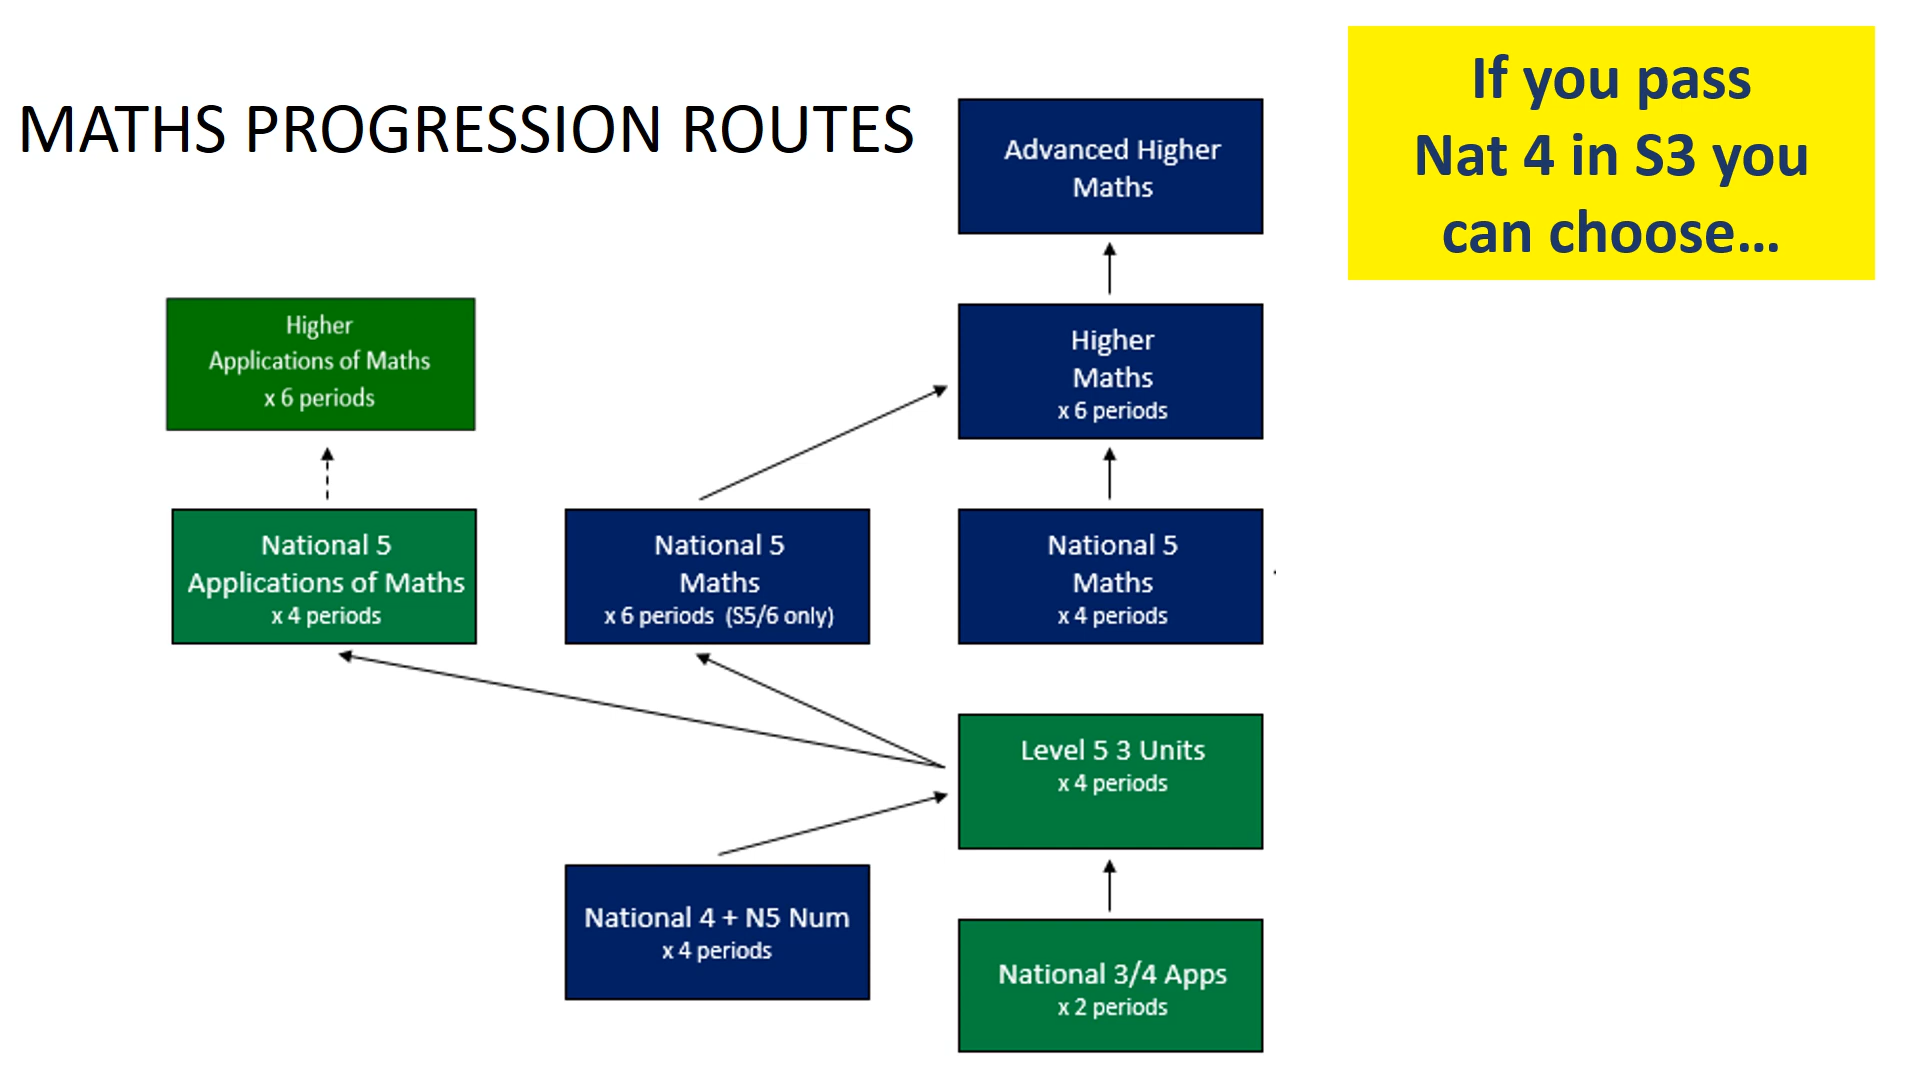 MATHS PROGRESSION ROUTES
If you pass
Nat 4 in S3 you
can choose…
Advanced Higher
Maths
Higher
Applications of Maths
x 6 periods
Higher
Maths
x 6 periods
National 5
Applications of Maths
x 4 periods
National 5
Maths
x 6 periods (S5/6 only)
National 5
Maths
x 4 periods
Level 5 3 Units
x 4 periods
National 4 + N5 Num
x 4 periods
National 3/4 Apps
x 2 periods